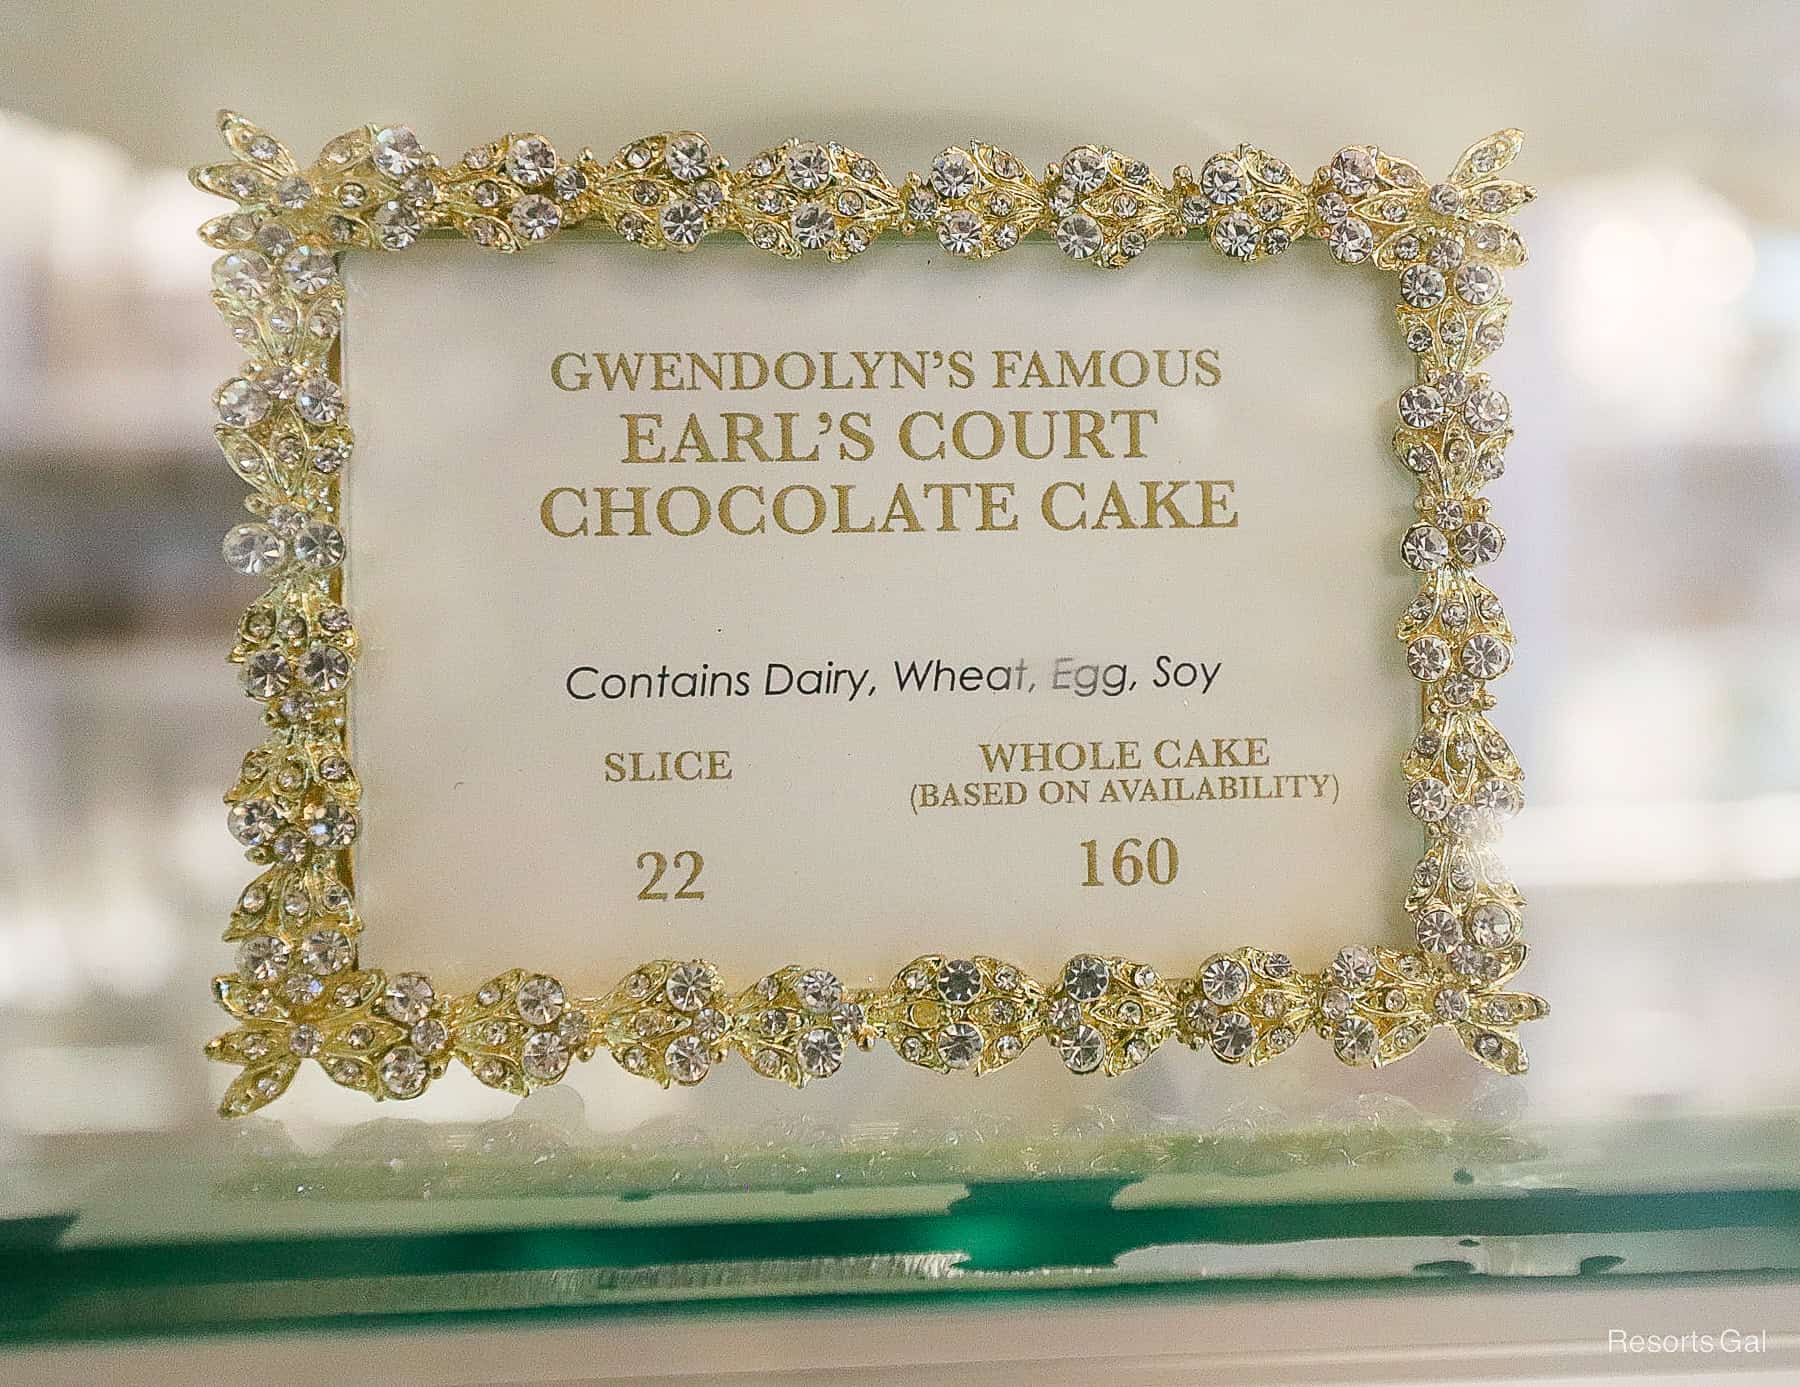 GWENDOLYN'S FAMOUS
EARL'S COURT
CHOCOLATE CAKE
Contains Dairy, Wheat, Egg, Soy
SLICE
22
WHOLE CAKE
(BASED ON AVAILABILITY)
160
Resorts Gal